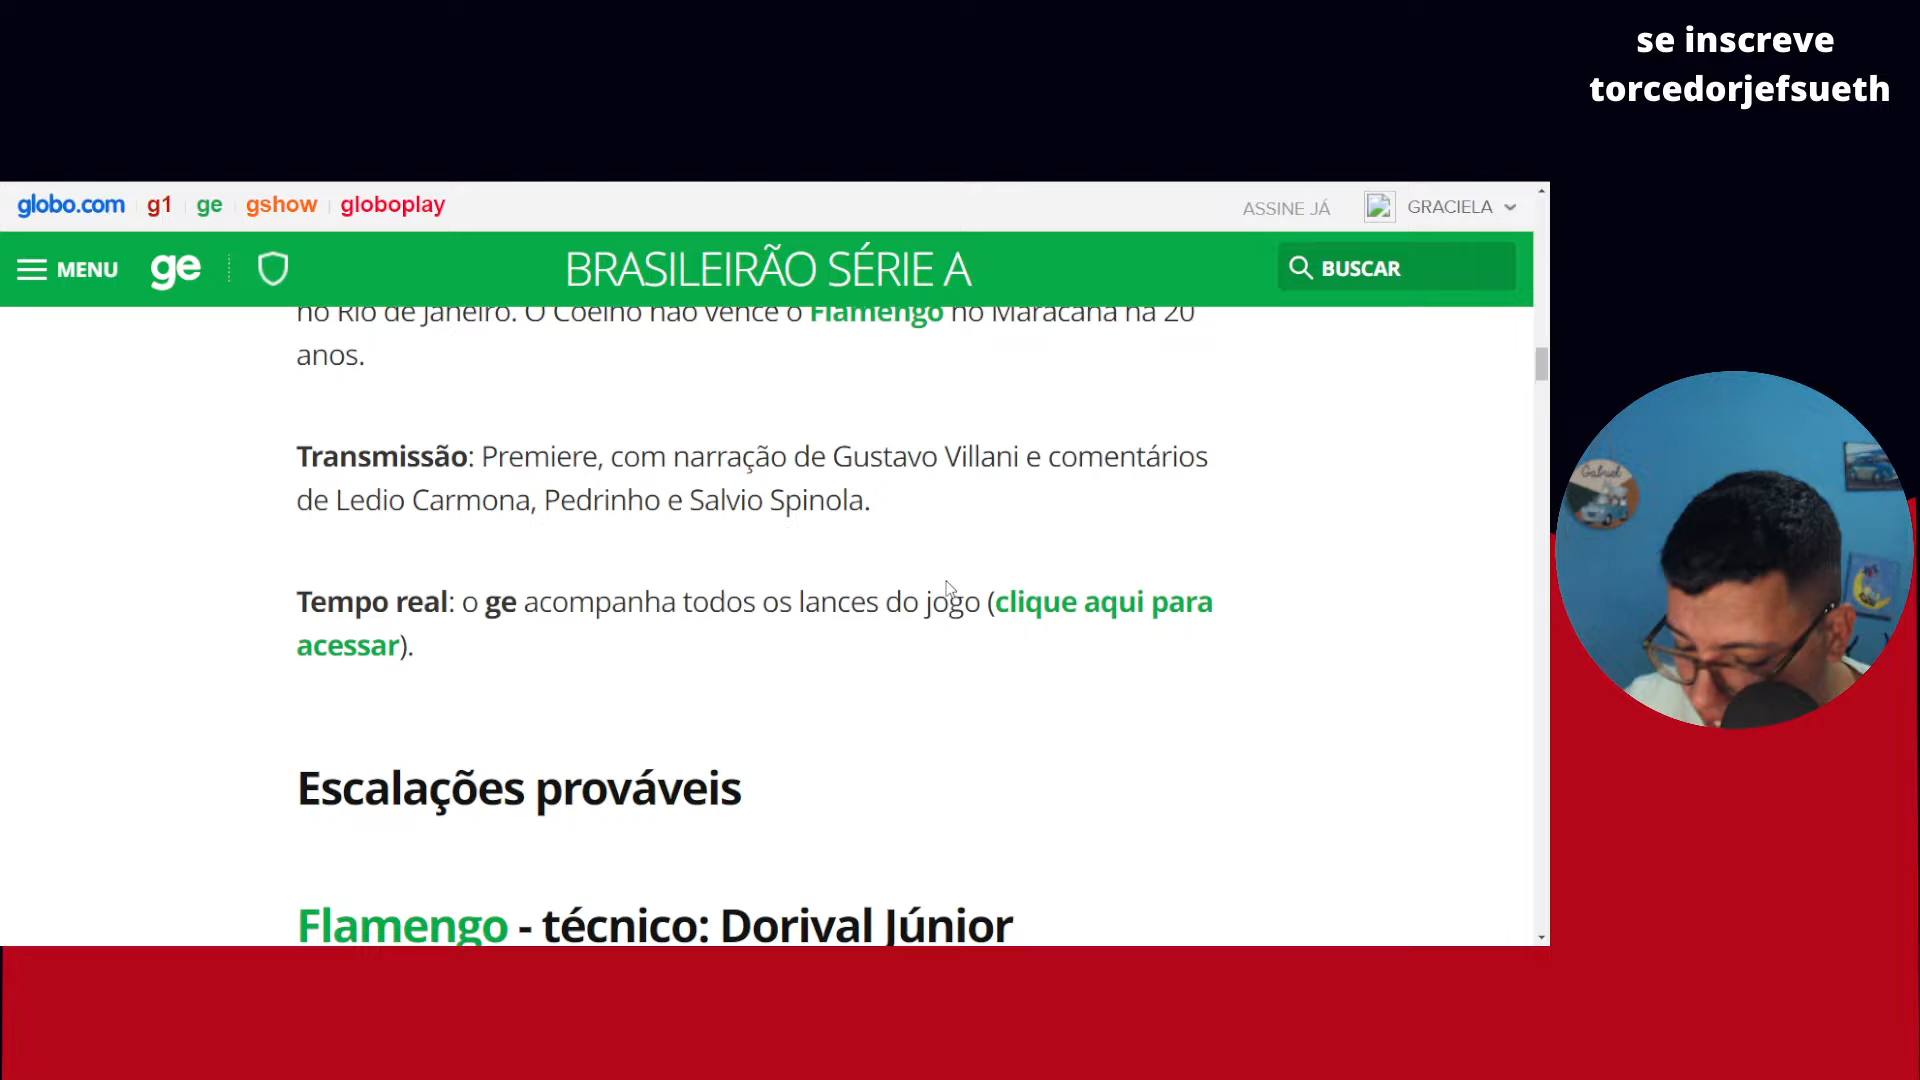 se inscreve
torcedorjefsueth
globo.com g1 ge gshow globoplay
ASSINE JÁ GRACIELA
MENU ge BRASILEIRÃO SÉRIE A BUSCAR
no Rio de Janeiro. O Coelho não vence o Flamengo no Maracanã há 20
anos.
Transmissão: Premiere, com narração de Gustavo Villani e comentários
de Ledio Carmona, Pedrinho e Salvio Spinola.
Tempo real: o ge acompanha todos os lances do jogo (clique aqui para
acessar).
Escalações prováveis
Flamengo - técnico: Dorival Júnior
Gabriel